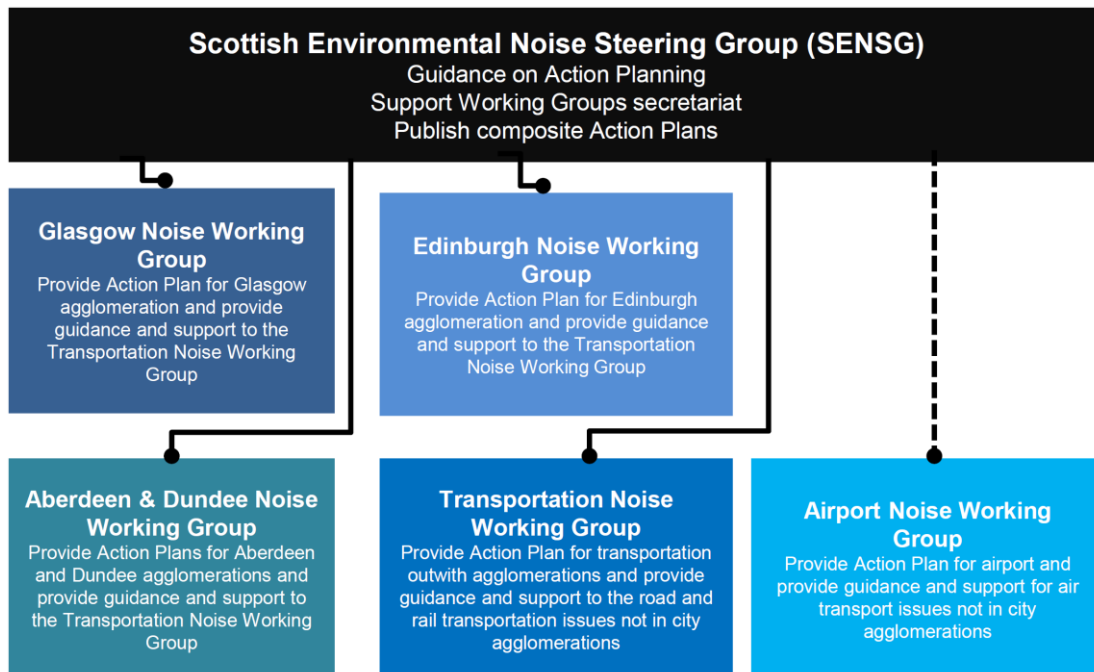 Scottish Environmental Noise Steering Group (SENSG)
Guidance on Action Planning
Support Working Groups secretariat
Publish composite Action Plans
Glasgow Noise Working
Group
Provide Action Plan for Glasgow
agglomeration and provide
guidance and support to the
Transportation Noise Working
Group
Edinburgh Noise Working
Group
Provide Action Plan for Edinburgh
agglomeration and provide guidance
and support to the Transportation
Noise Working Group
Aberdeen & Dundee Noise
Working Group
Provide Action Plans for Aberdeen
and Dundee agglomerations and
provide guidance and support to
the Transportation Noise Working
Group
Transportation Noise
Working Group
Provide Action Plan for transportation
outwith agglomerations and provide
guidance and support to the road and
rail transportation issues not in city
agglomerations
Airport Noise Working
Group
Provide Action Plan for airport and
provide guidance and support for air
transport issues not in city
agglomerations